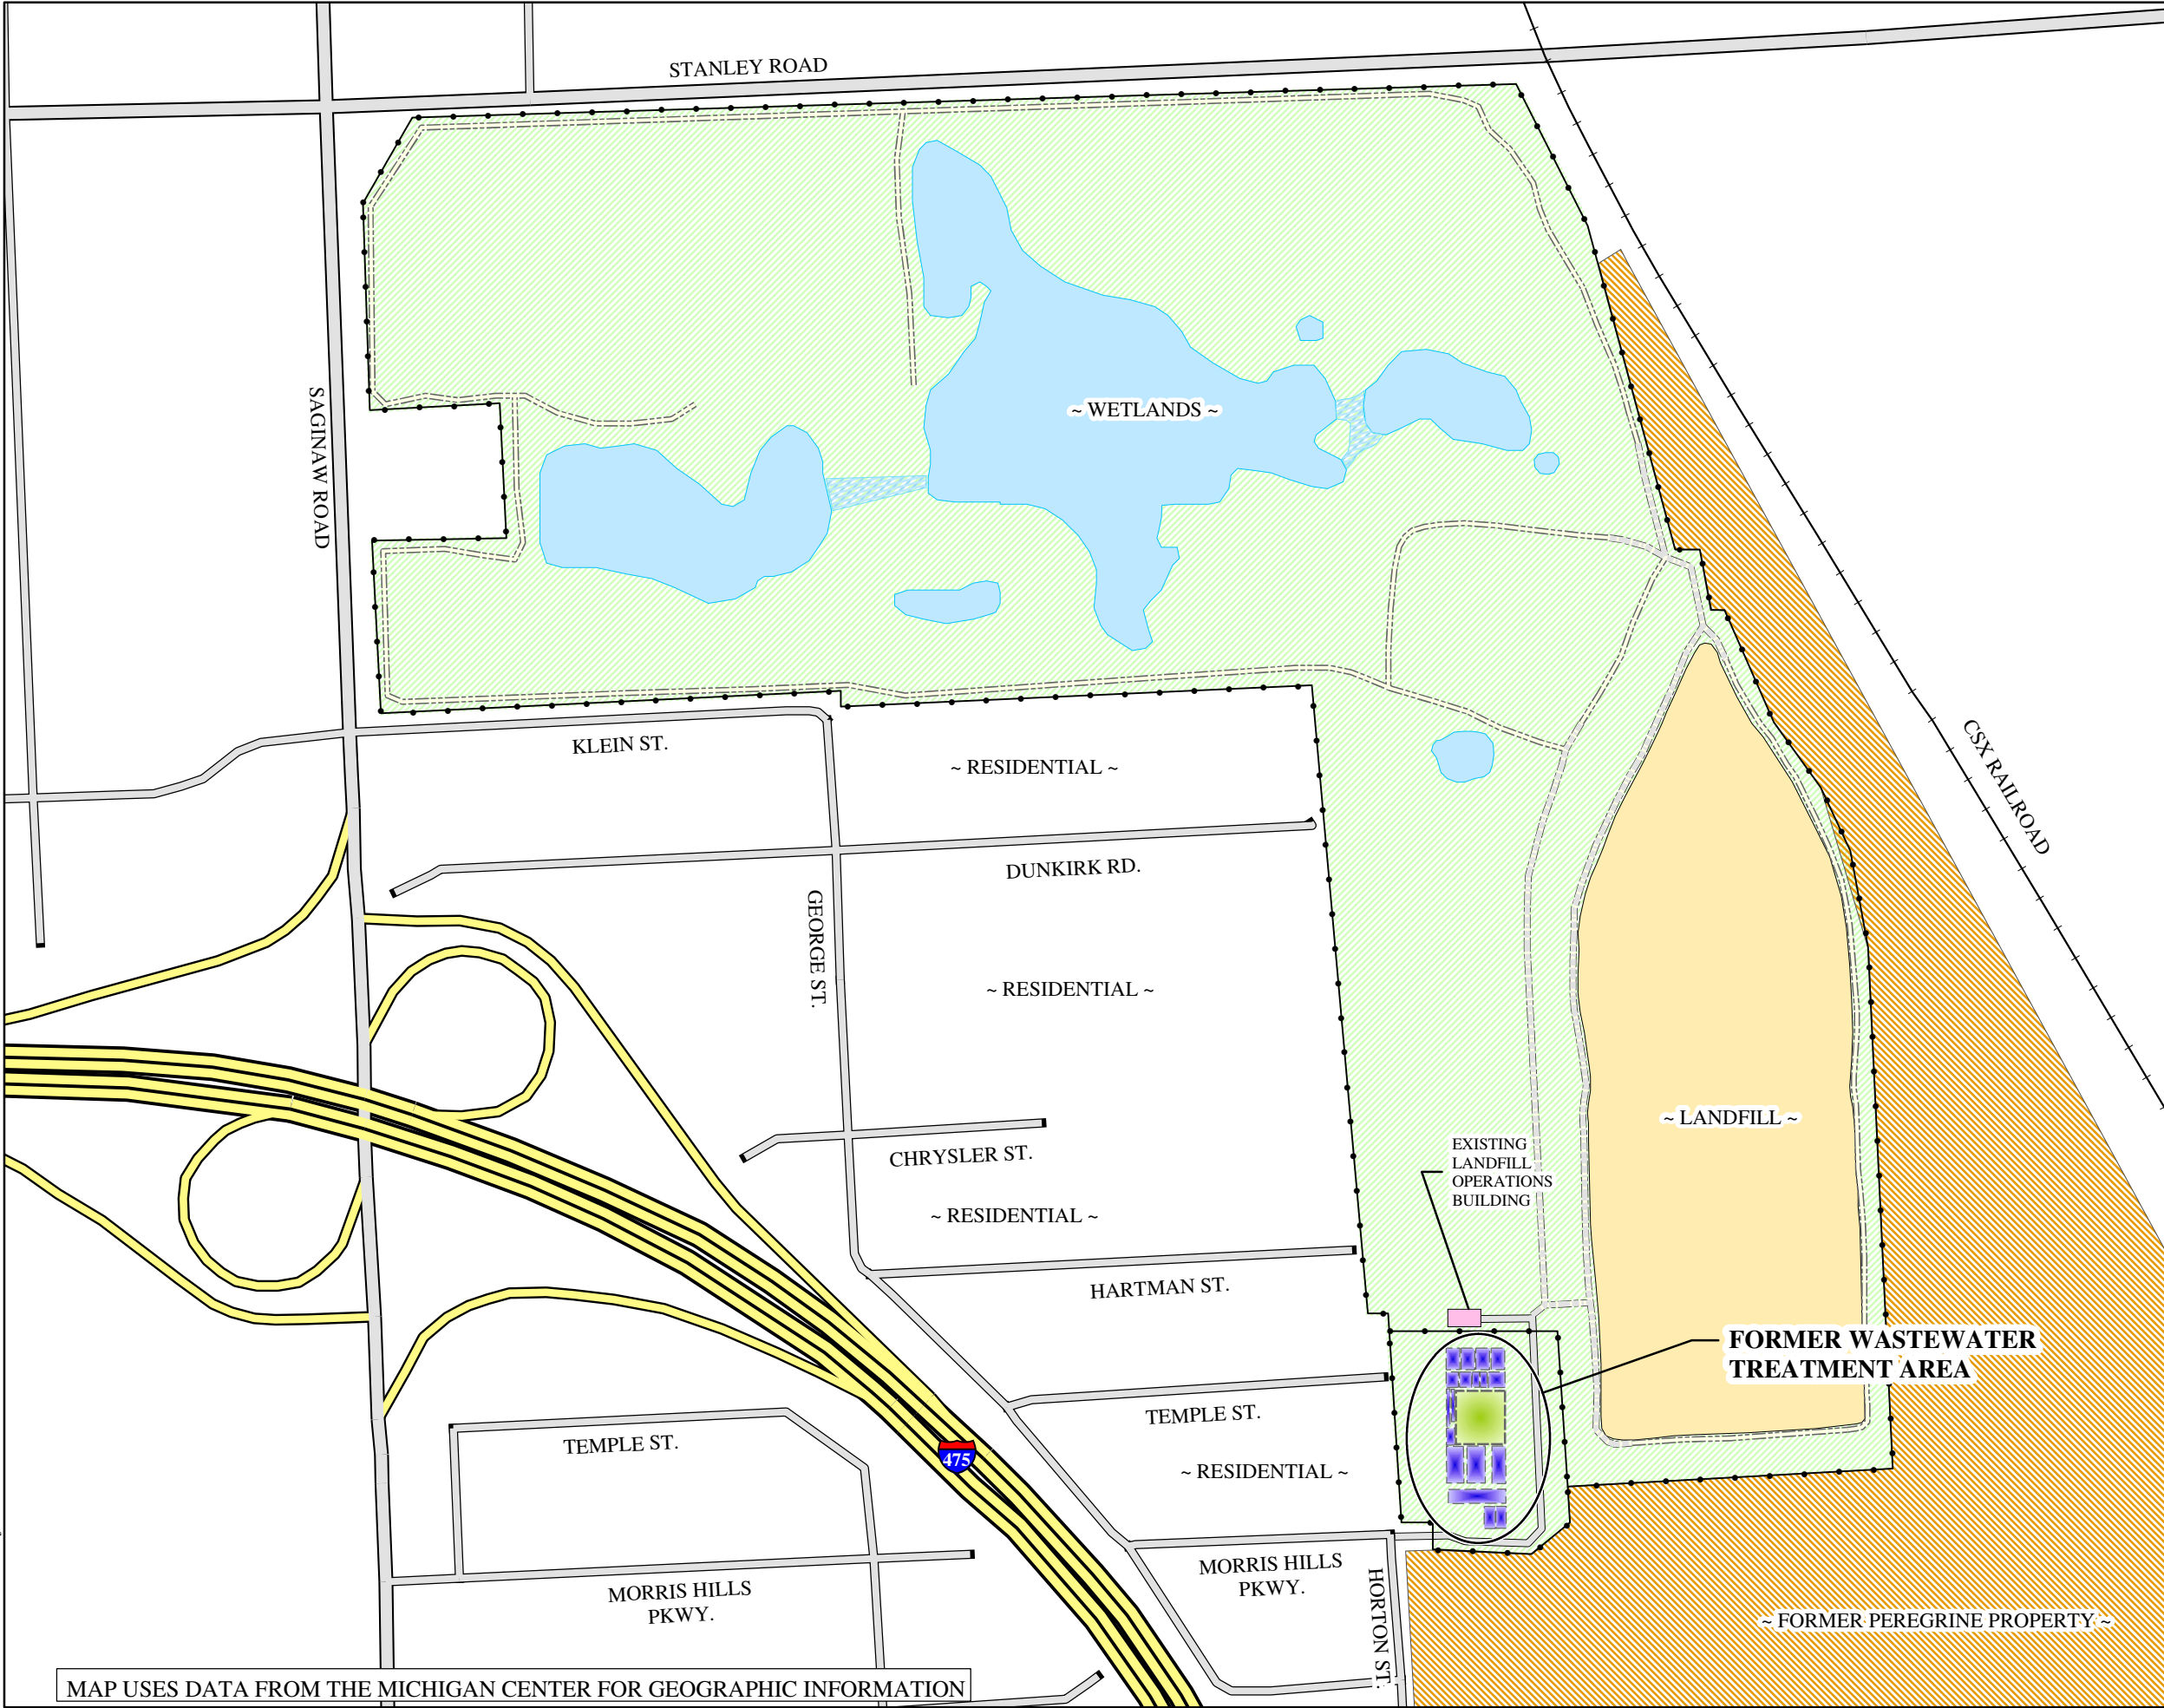 STANLEY ROAD
SAGINAW ROAD
~ WETLANDS ~
KLEIN ST.
~ RESIDENTIAL ~
CSX RAILROAD
DUNKIRK RD.
GEORGE ST.
~ RESIDENTIAL ~
~ LANDFILL ~
EXISTING
LANDFILL
OPERATIONS
BUILDING
CHRYSLER ST.
~ RESIDENTIAL ~
HARTMAN ST.
FORMER WASTEWATER
TREATMENT AREA
TEMPLE ST.
TEMPLE ST.
475
~ RESIDENTIAL ~
MORRIS HILLS
PKWY.
MORRIS HILLS
PKWY.
HORTON ST.
~ FORMER PEREGRINE PROPERTY ~
MAP USES DATA FROM THE MICHIGAN CENTER FOR GEOGRAPHIC INFORMATION